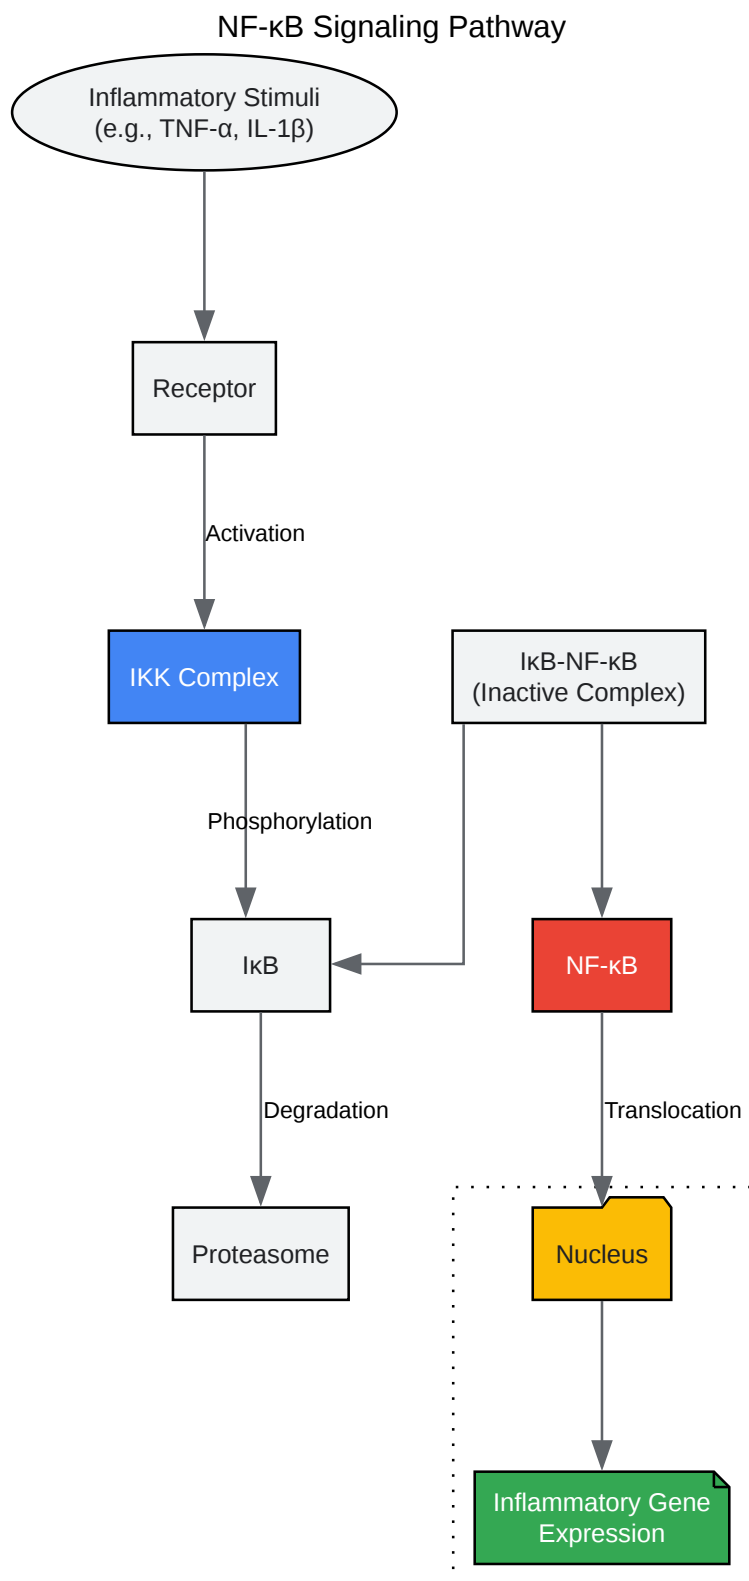 NF-κB Signaling Pathway
Inflammatory Stimuli
(e.g., TNF-α, IL-1β)
Receptor
Activation
IKK Complex
IκB-NF-κB
(Inactive Complex)
Phosphorylation
IκB
NF-κB
Degradation
Translocation
Proteasome
Nucleus
Inflammatory Gene
Expression